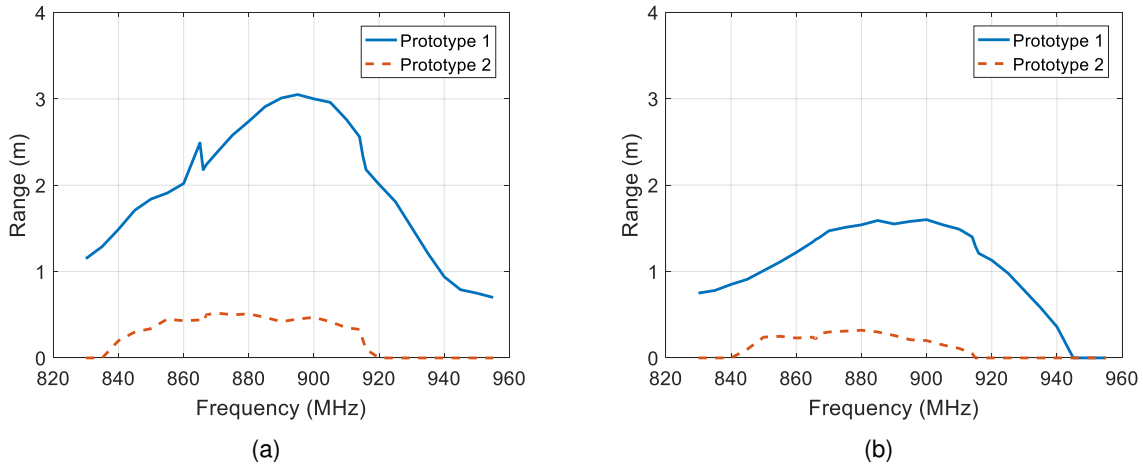 4
3
2
1
0
Range (m)
820 840 860 880 900 920 940 960
Frequency (MHz)
Prototype 1
Prototype 2
(a)
4
3
2
1
0
Range (m)
820 840 860 880 900 920 940 960
Frequency (MHz)
Prototype 1
Prototype 2
(b)